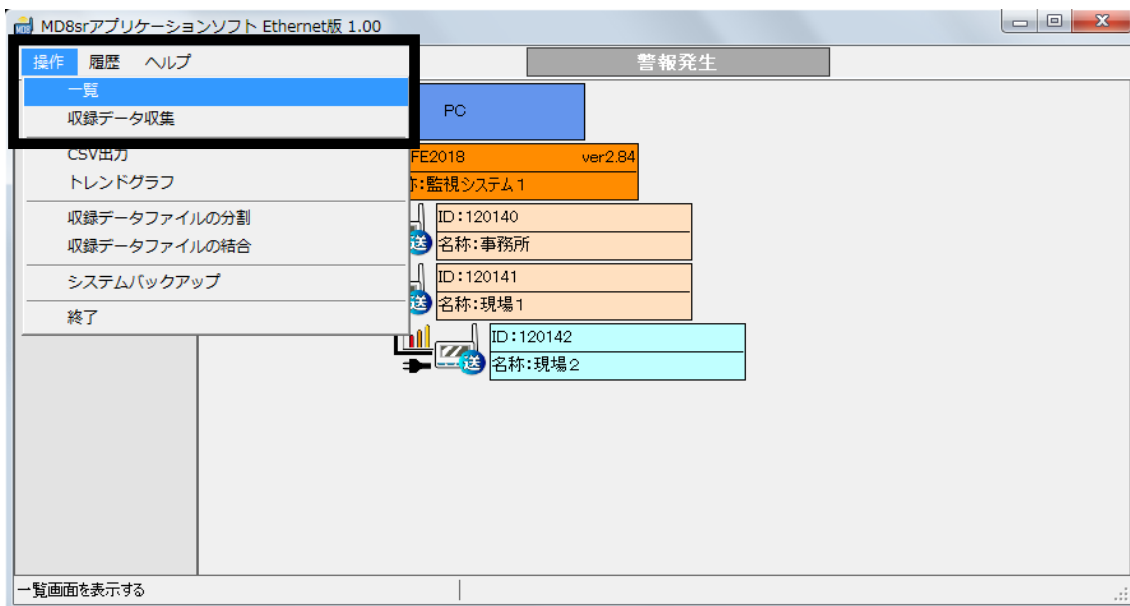 MD8srアプリケーションソフト Ethernet版 1.00
操作 履歴 ヘルプ
警報発生
一覧
収録データ収集
CSV出力
トレンドグラフ
収録データファイルの分割
収録データファイルの結合
システムバックアップ
終了
PC
FE2018 ver2.84
称:監視システム1
送
ID:120140
名称:事務所
送
ID:120141
名称:現場1
送
ID:120142
名称:現場2
一覧画面を表示する